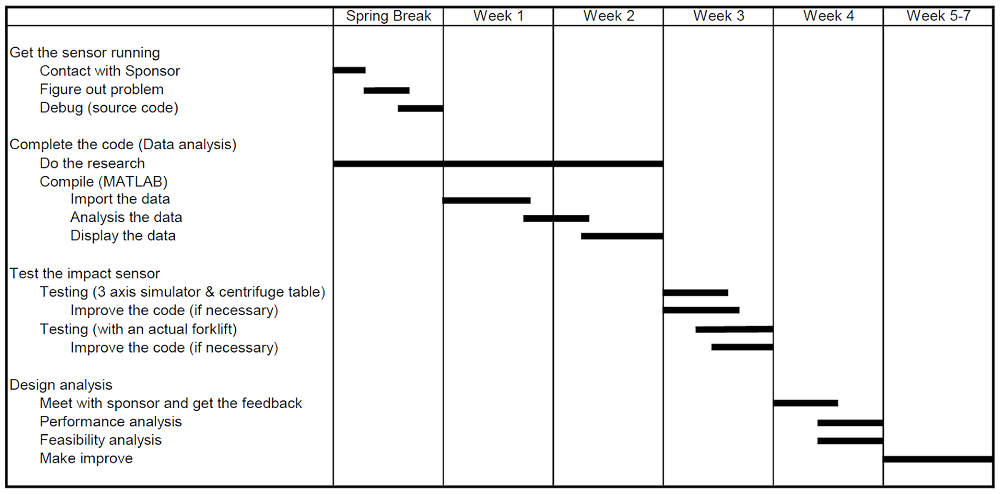 Spring Break Week 1 Week 2 Week 3 Week 4 Week 5-7
Get the sensor running
Contact with Sponsor
Figure out problem
Debug (source code)
Complete the code (Data analysis)
Do the research
Compile (MATLAB)
Import the data
Analysis the data
Display the data
Test the impact sensor
Testing (3 axis simulator & centrifuge table)
Improve the code (if necessary)
Testing (with an actual forklift)
Improve the code (if necessary)
Design analysis
Meet with sponsor and get the feedback
Performance analysis
Feasibility analysis
Make improve